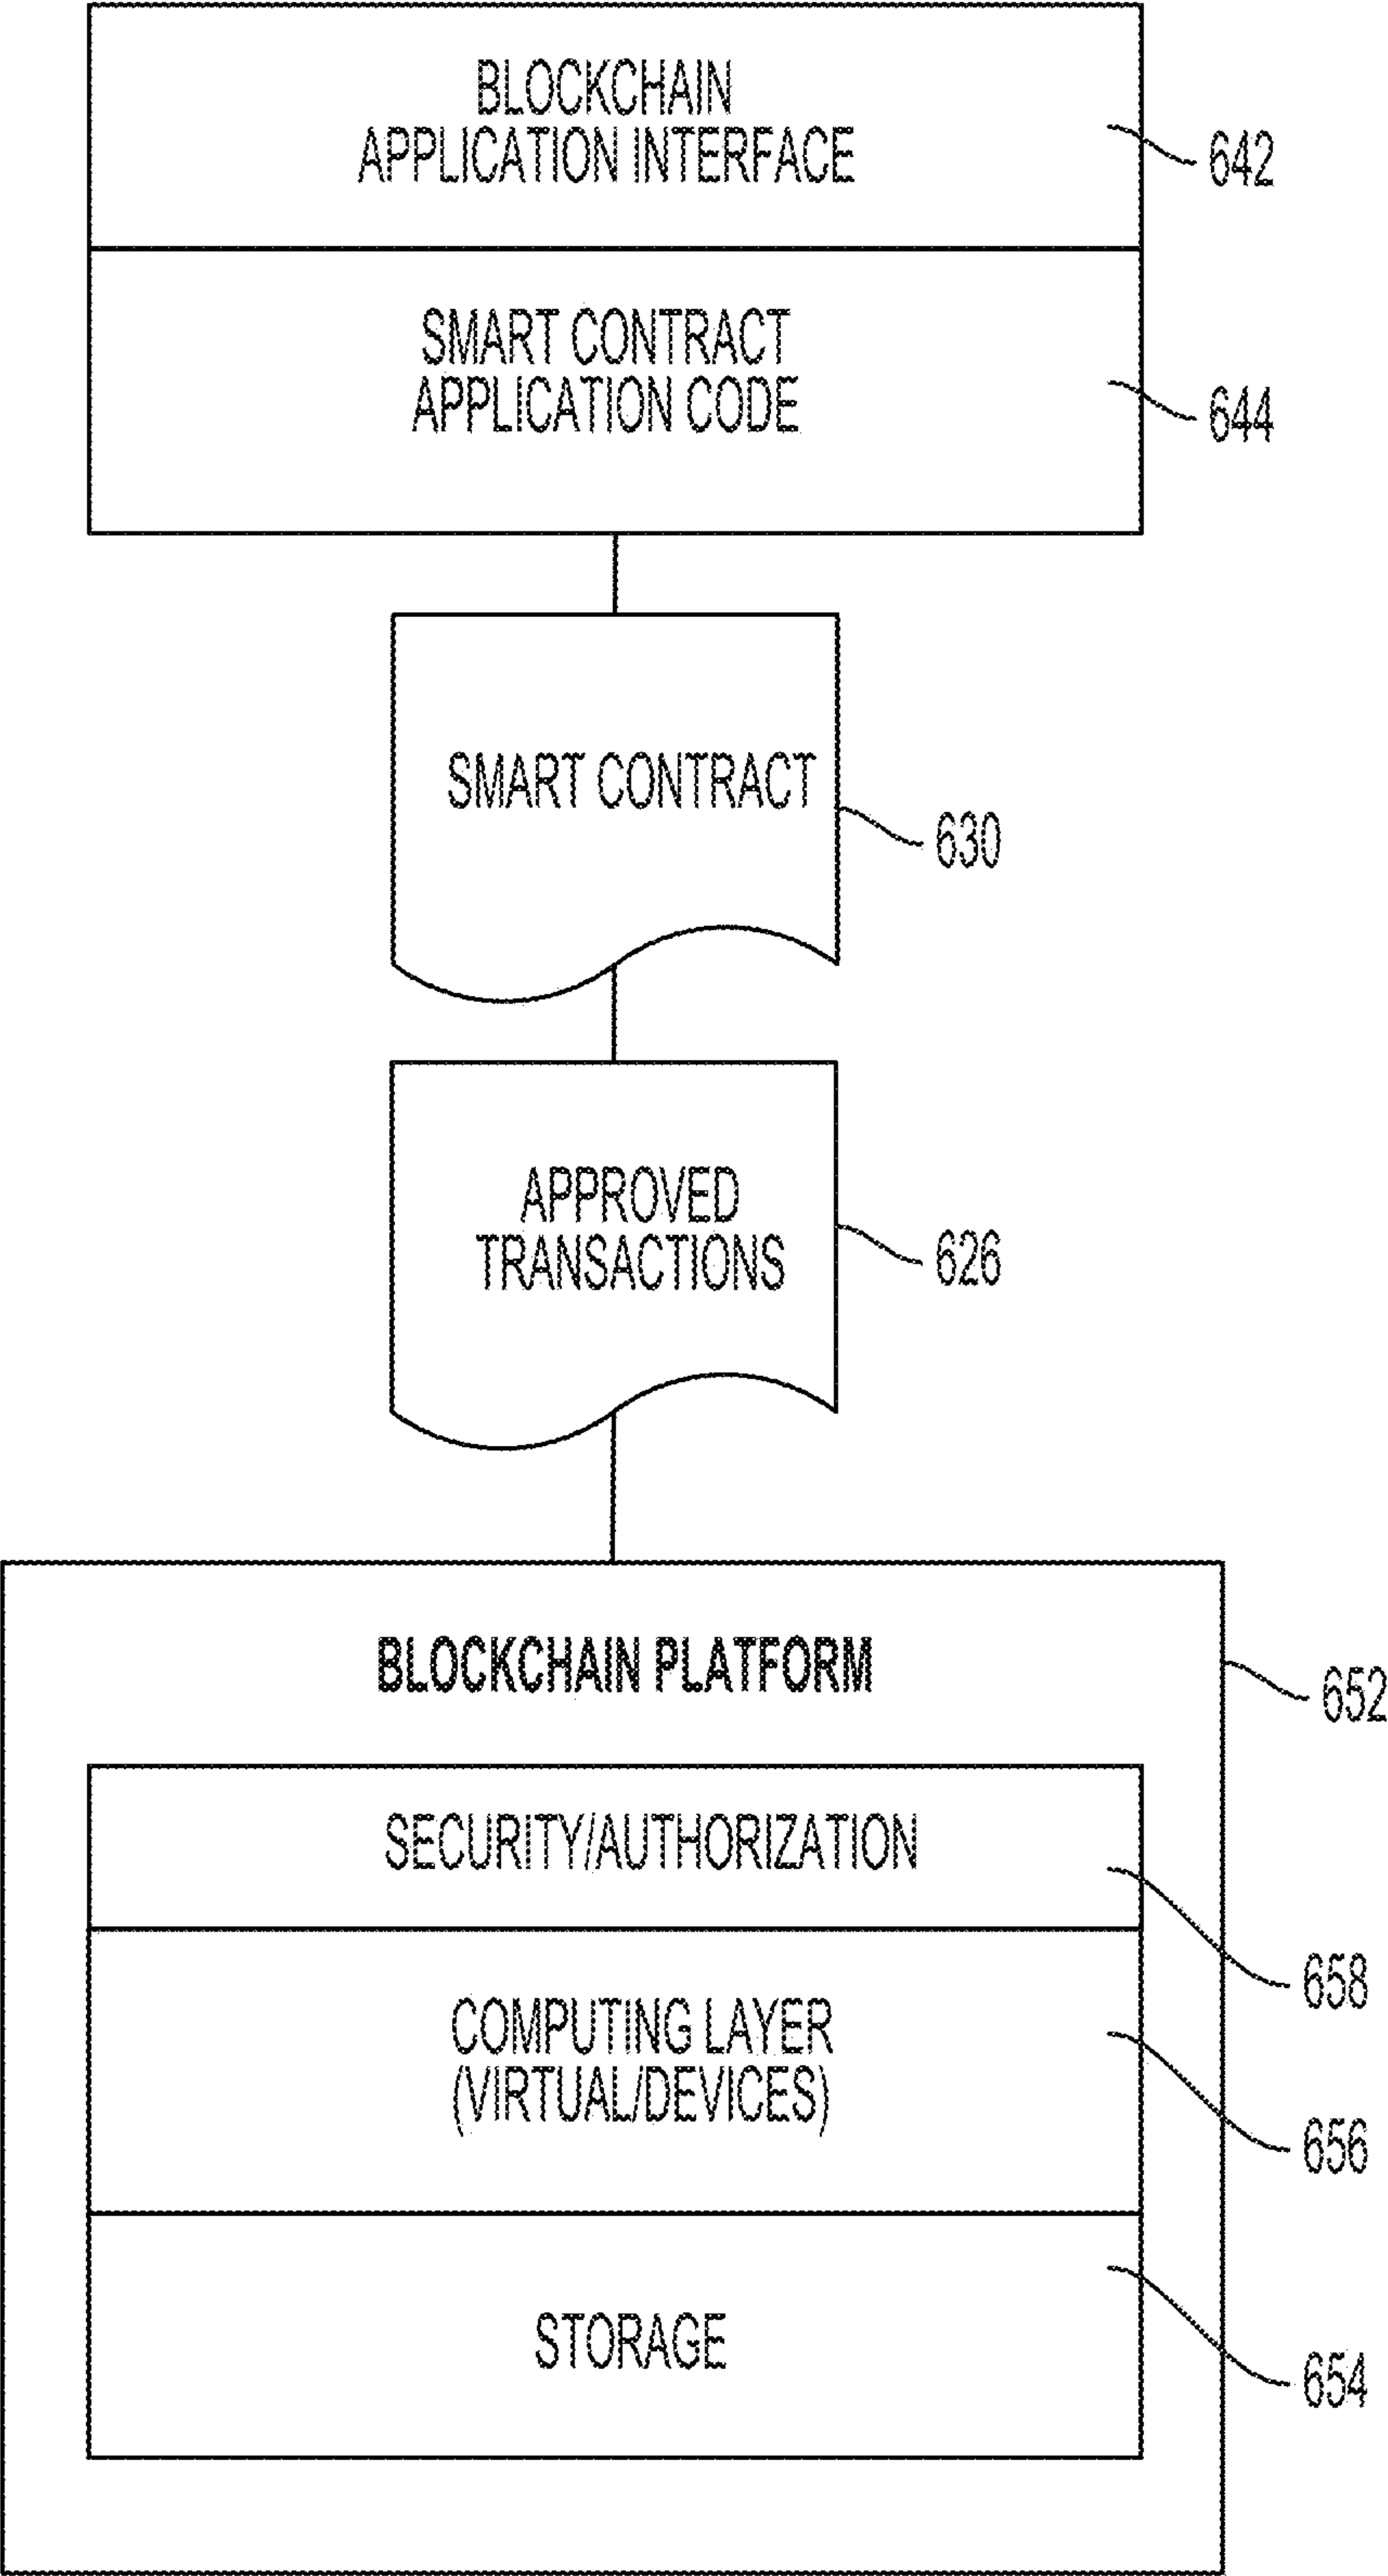 BLOCKCHAIN
APPLICATION INTERFACE
642
SMART CONTRACT
APPLICATION CODE
644
SMART CONTRACT
630
APPROVED
TRANSACTIONS
626
BLOCKCHAIN PLATFORM
652
SECURITY/AUTHORIZATION
658
COMPUTING LAYER
(VIRTUAL/DEVICES)
656
STORAGE
654